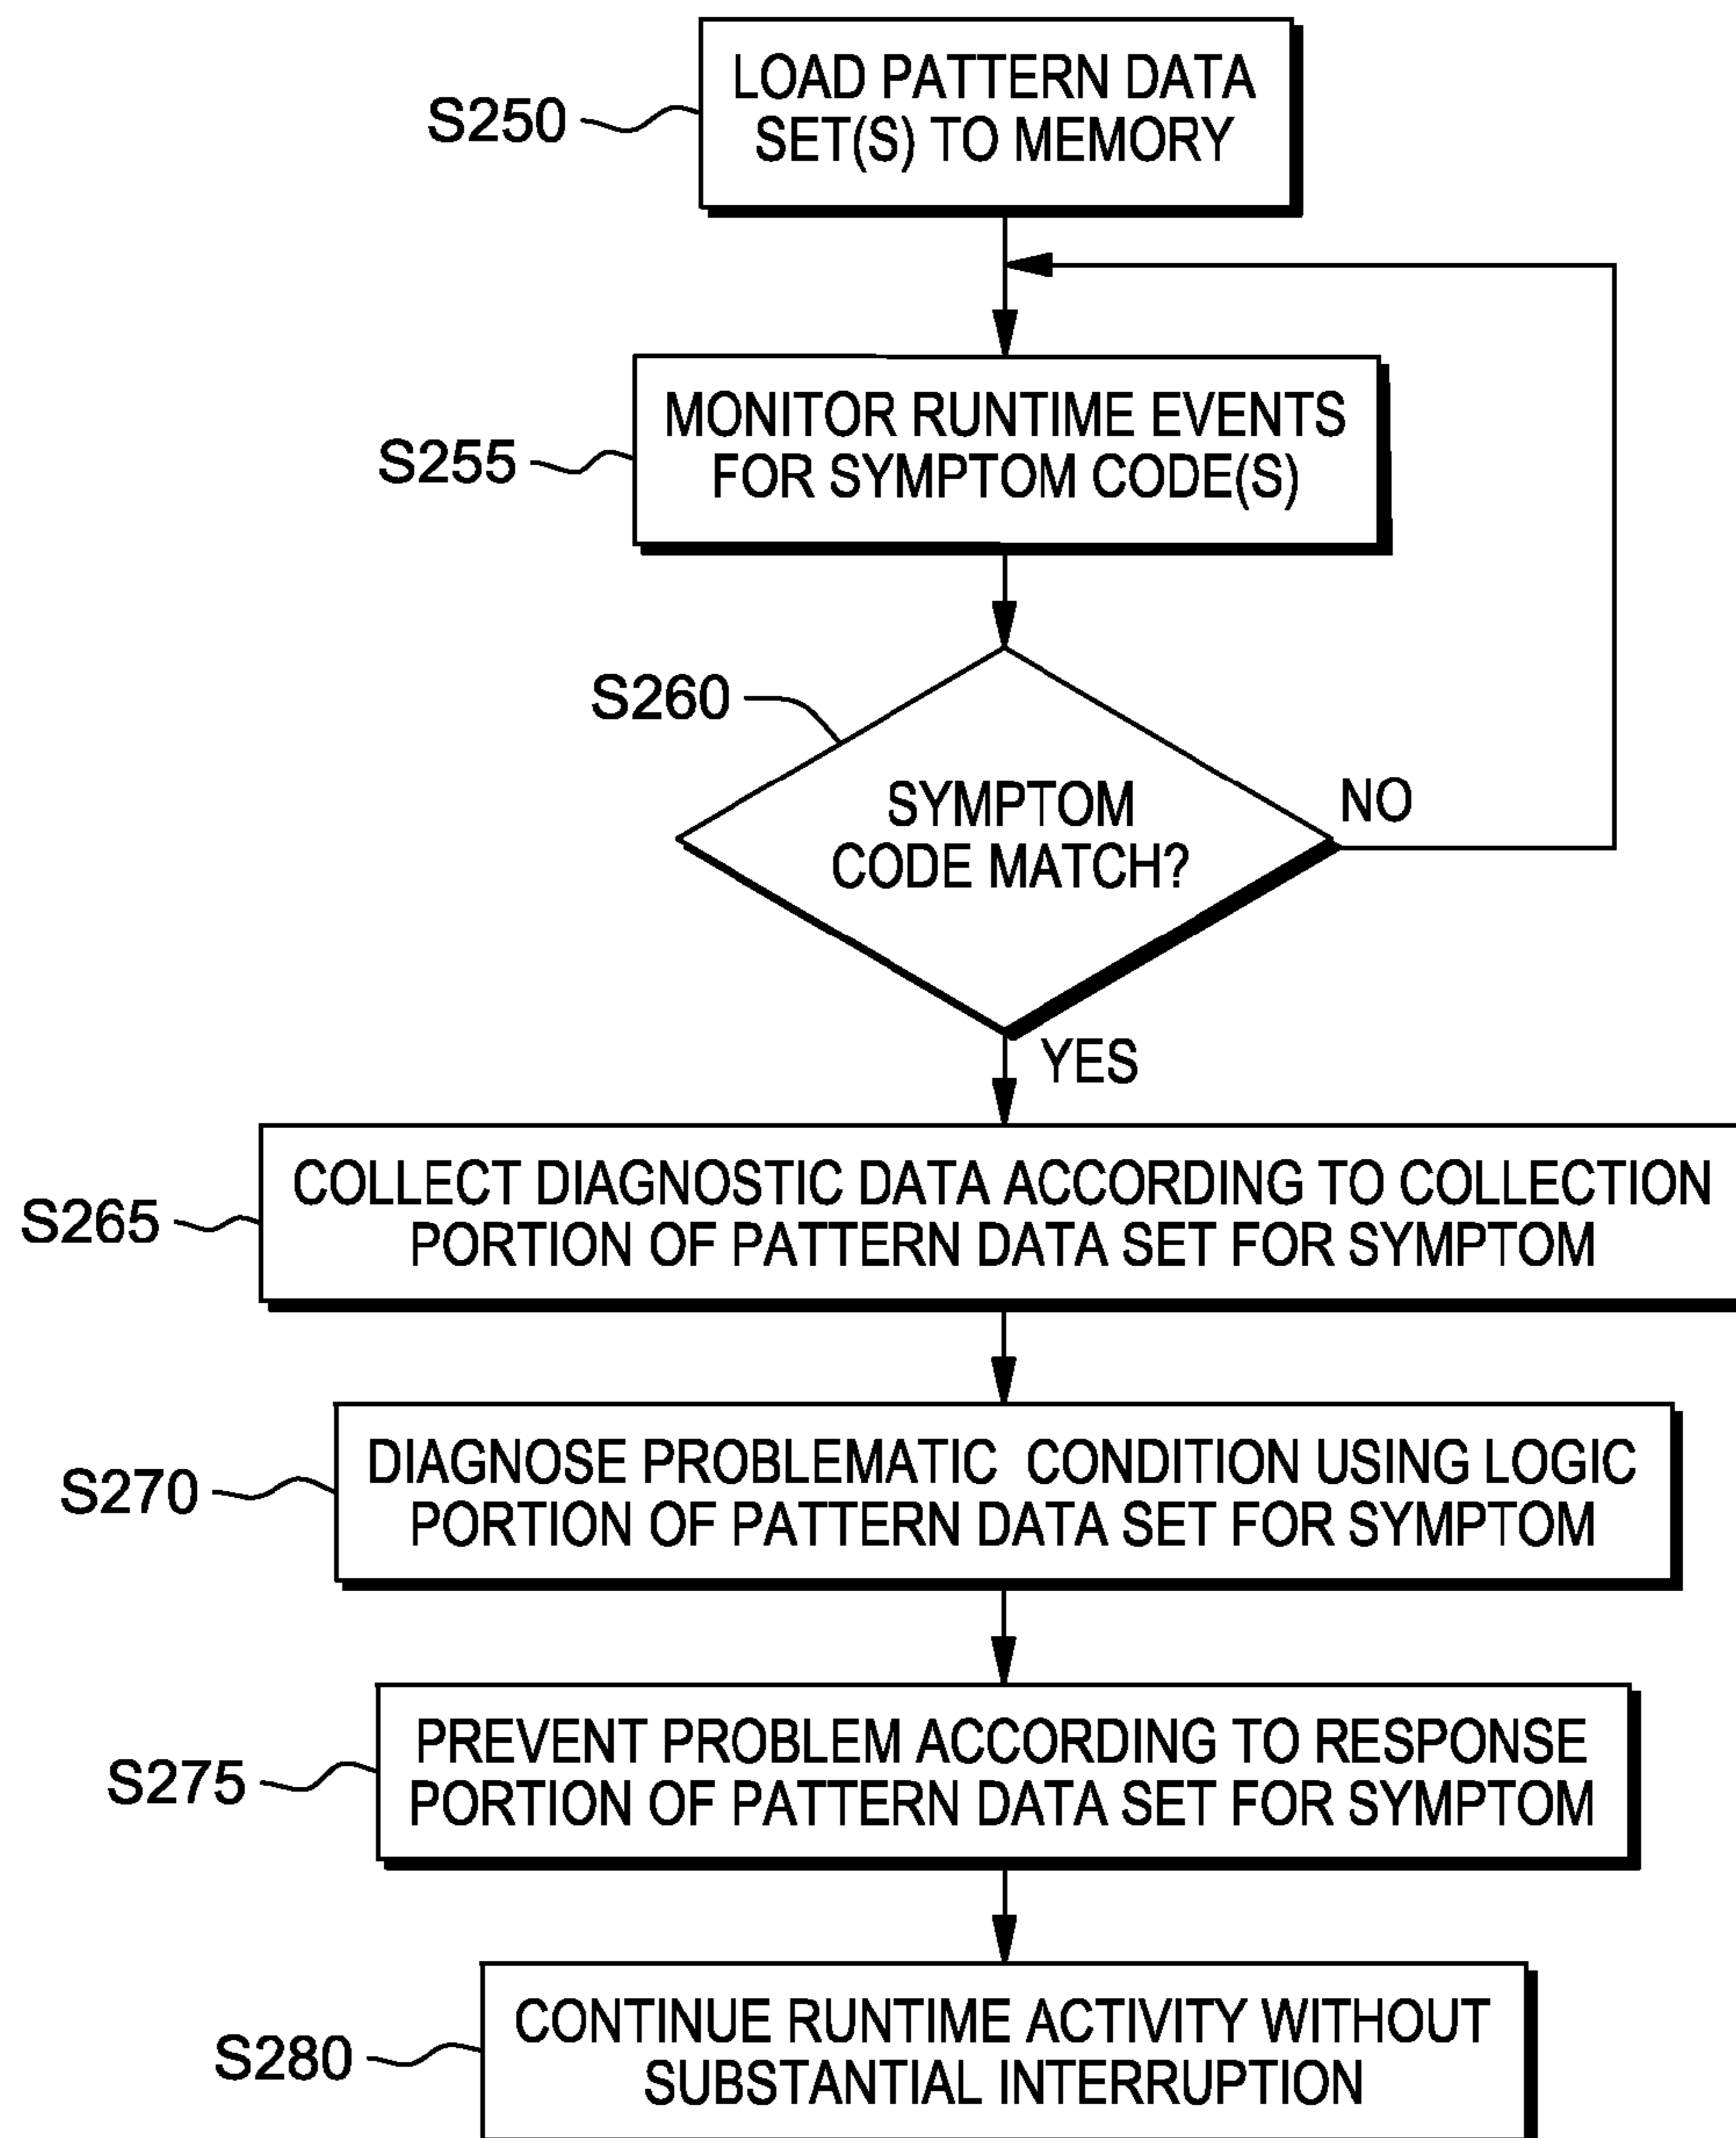 LOAD PATTERN DATA
SET(S) TO MEMORY
S250
MONITOR RUNTIME EVENTS
FOR SYMPTOM CODE(S)
S255
S260
SYMPTOM
CODE MATCH?
NO
YES
COLLECT DIAGNOSTIC DATA ACCORDING TO COLLECTION
PORTION OF PATTERN DATA SET FOR SYMPTOM
S265
DIAGNOSE PROBLEMATIC CONDITION USING LOGIC
PORTION OF PATTERN DATA SET FOR SYMPTOM
S270
PREVENT PROBLEM ACCORDING TO RESPONSE
PORTION OF PATTERN DATA SET FOR SYMPTOM
S275
CONTINUE RUNTIME ACTIVITY WITHOUT
SUBSTANTIAL INTERRUPTION
S280